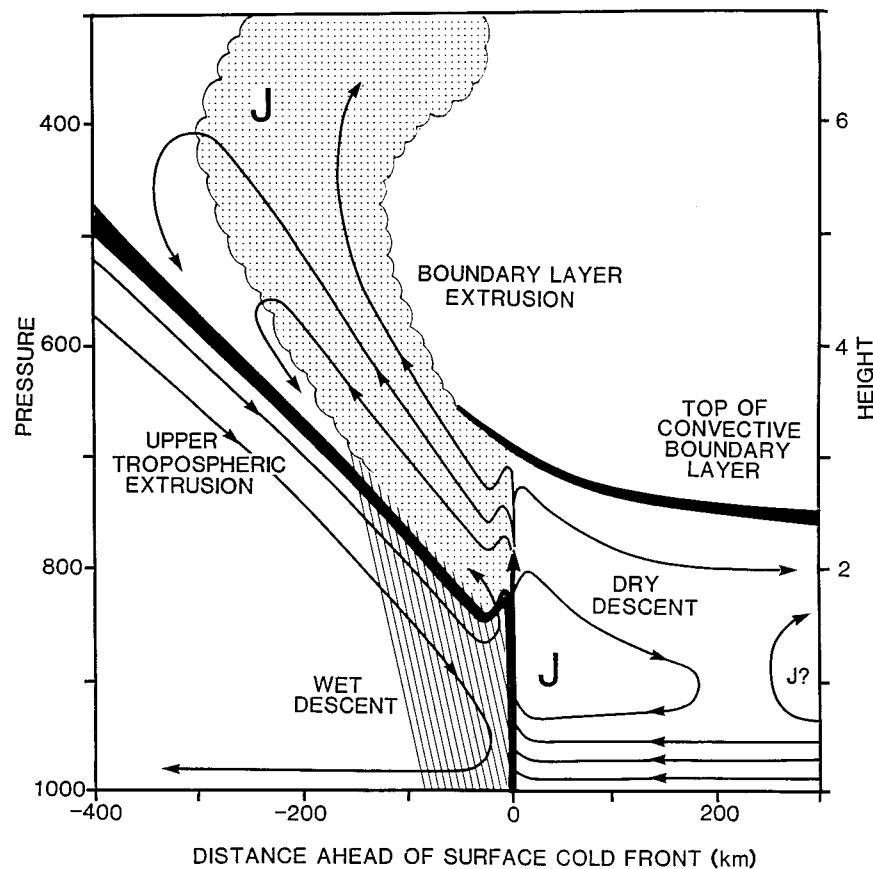 J
400
6
BOUNDARY LAYER
EXTRUSION
PRESSURE
600
4
HEIGHT
TOP OF
CONVECTIVE
BOUNDARY
LAYER
UPPER
TROPOSPHERIC
EXTRUSION
800
2
DRY
DESCENT
J
J?
WET
DESCENT
1000
-400
-200
0
200
DISTANCE AHEAD OF SURFACE COLD FRONT (km)